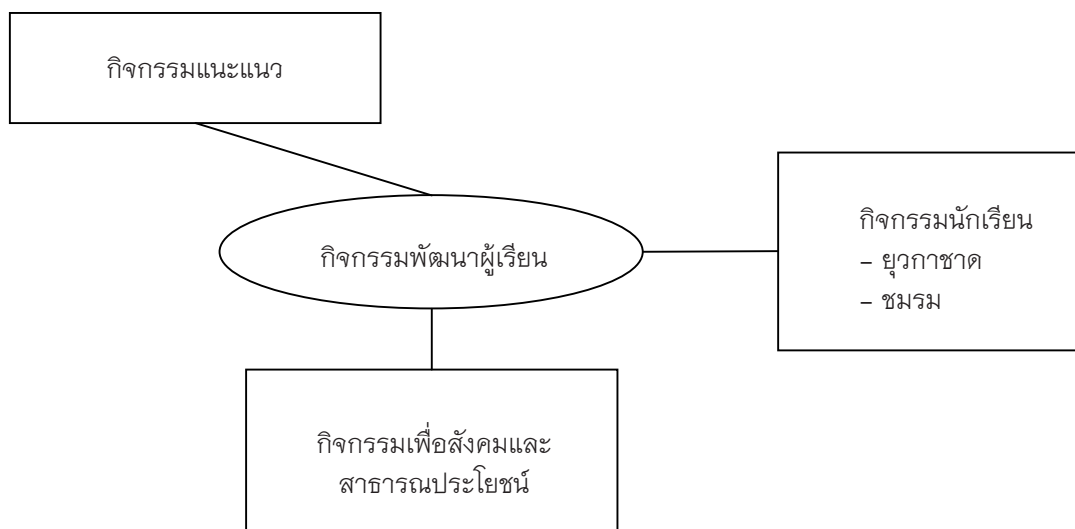 กิจกรรมแนะแนว
กิจกรรมพัฒนาผู้เรียน
กิจกรรมนักเรียน
– ยุวกาชาด
– ชมรม
กิจกรรมเพื่อสังคมและ
สาธารณประโยชน์